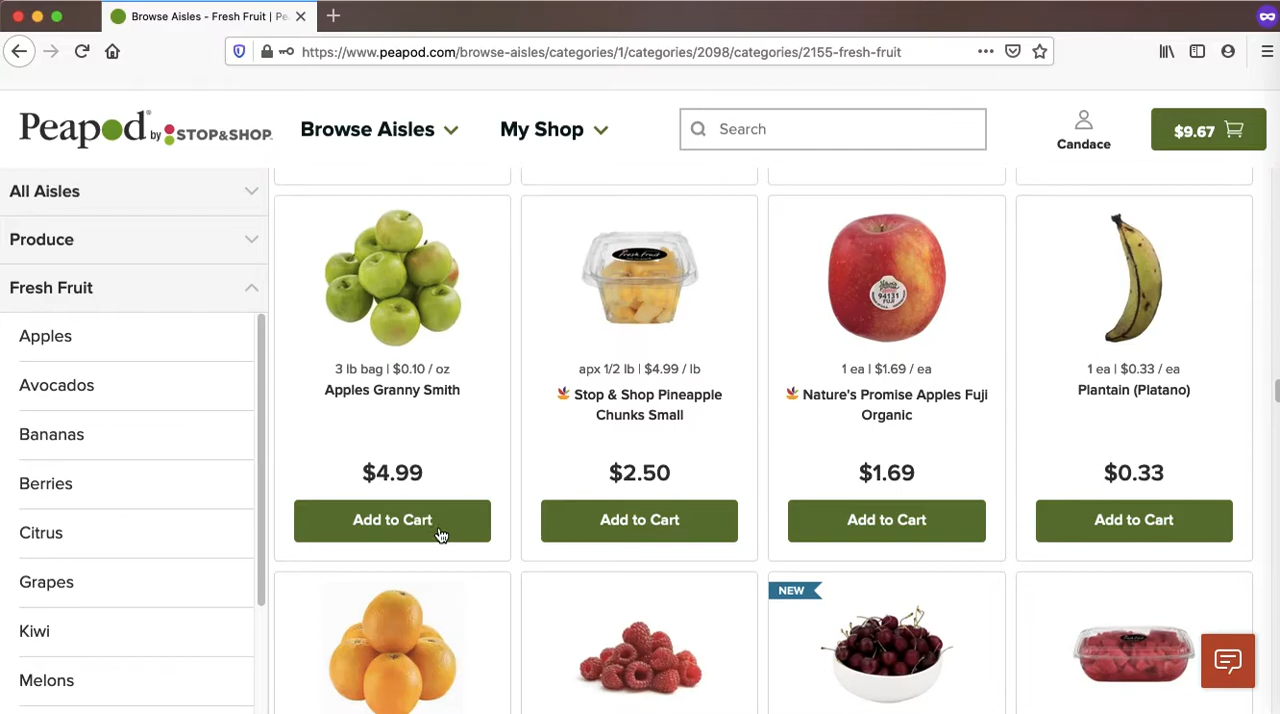 Browse Aisles - Fresh Fruit | Pe
https://www.peapod.com/browse-aisles/categories/1/categories/2098/categories/2155-fresh-fruit
Peapod by STOP&SHOP
Browse Aisles
My Shop
Search
Candace
$9.67
All Aisles
Produce
Fresh Fruit
Apples
Avocados
Bananas
Berries
Citrus
Grapes
Kiwi
Melons
3 lb bag | $0.10 / oz
Apples Granny Smith
$4.99
Add to Cart
Fresh Fruit
apx 1/2 lb | $4.99 / lb
Stop & Shop Pineapple
Chunks Small
$2.50
Add to Cart
94131
FUJI
1 ea | $1.69 / ea
Nature's Promise Apples Fuji
Organic
$1.69
Add to Cart
1 ea | $0.33 / ea
Plantain (Platano)
$0.33
Add to Cart
NEW